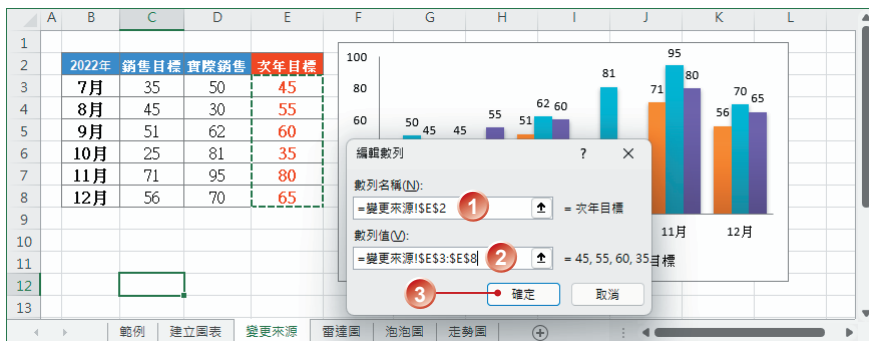 A B C D E F G H I J K L
1
2 2022年 銷售目標 實際銷售 次年目標
3 7月 35 50 45
4 8月 45 30 55
5 9月 51 62 60
6 10月 25 81 35
7 11月 71 95 80
8 12月 56 70 65
9
10
11
12
13
100
80
60
50 45 45 55 51 62 60 81 71 95 80 56 70 65
11月 12月
目標
編輯數列 ? ×
數列名稱(N):
=變更來源!$E$2 1 = 次年目標
數列值(V):
=變更來源!$E$3:$E$8 2 = 45, 55, 60, 35
3 確定 取消
範例 建立圖表 變更來源 雷達圖 泡泡圖 走勢圖